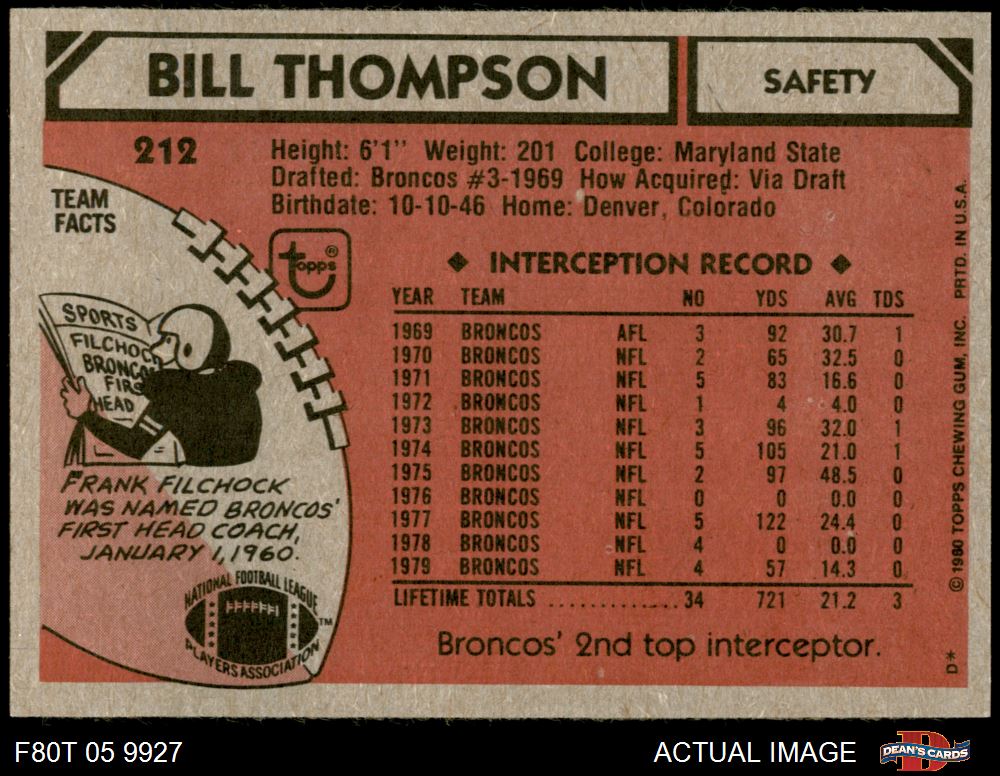 BILL THOMPSON
SAFETY
212
Height: 6'1" Weight: 201 College: Maryland State
Drafted: Broncos #3-1969 How Acquired: Via Draft
Birthdate: 10-10-46 Home: Denver, Colorado
TEAM
FACTS
topps®
SPORTS
FILCHOCK
BRONCOS
FIRS
HEAD
FRANK FILCHOCK
WAS NAMED BRONCOS'
FIRST HEAD COACH,
JANUARY 1, 1960.
NATIONAL FOOTBALL LEAGUE
PLAYERS ASSOCIATION
TM
◆ INTERCEPTION RECORD ◆
YEAR TEAM NO YDS AVG TDS
1969 BRONCOS AFL 3 92 30.7 1
1970 BRONCOS NFL 2 65 32.5 0
1971 BRONCOS NFL 5 83 16.6 0
1972 BRONCOS NFL 1 4 4.0 0
1973 BRONCOS NFL 3 96 32.0 1
1974 BRONCOS NFL 5 105 21.0 1
1975 BRONCOS NFL 2 97 48.5 0
1976 BRONCOS NFL 0 0 0.0 0
1977 BRONCOS NFL 5 122 24.4 0
1978 BRONCOS NFL 4 0 0.0 0
1979 BRONCOS NFL 4 57 14.3 0
LIFETIME TOTALS .............. 34 721 21.2 3
Broncos' 2nd top interceptor.
© 1980 TOPPS CHEWING GUM, INC. PRTD. IN U.S.A.
D*
F80T 05 9927
ACTUAL IMAGE
DEAN'S CARDS